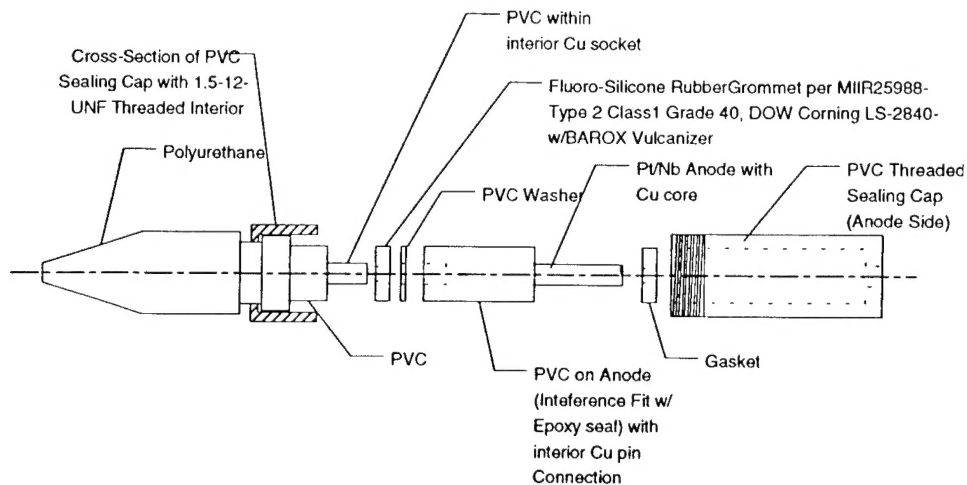 PVC within
interior Cu socket
Cross-Section of PVC
Sealing Cap with 1.5-12-
UNF Threaded Interior
Fluoro-Silicone RubberGrommet per MIIR25988-
Type 2 Class1 Grade 40, DOW Corning LS-2840-
w/BAROX Vulcanizer
Polyurethane
PVC Washer
Pt/Nb Anode with
Cu core
PVC Threaded
Sealing Cap
(Anode Side)
PVC
Gasket
PVC on Anode
(Inteference Fit w/
Epoxy seal) with
interior Cu pin
Connection